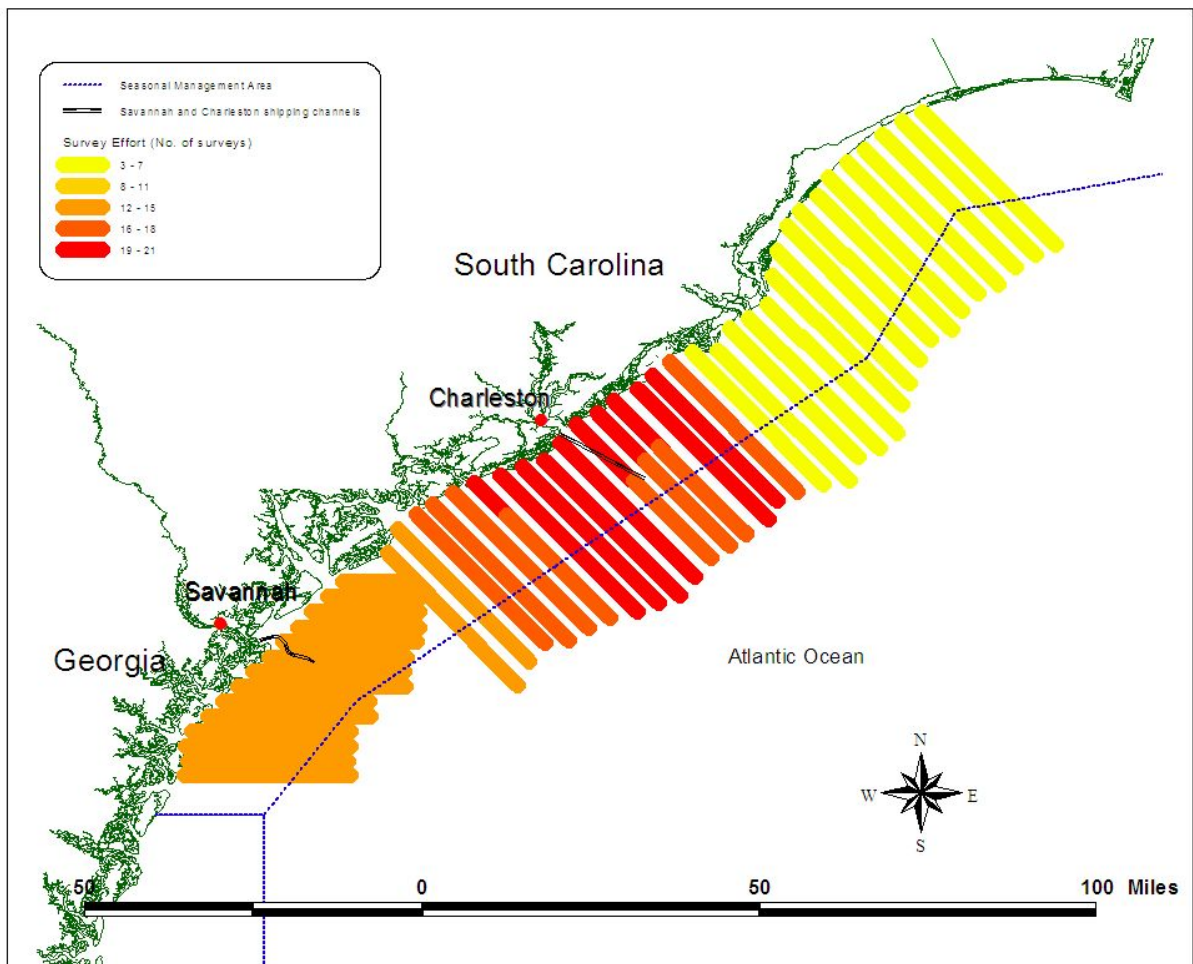 Seasonal Management Area
Savannah and Charleston shipping channels
Survey Effort (No. of surveys)
3 - 7
8 - 11
12 - 15
16 - 18
19 - 21
South Carolina
Charleston
Savannah
Georgia
Atlantic Ocean
N
W E
S
50 0 50 100 Miles